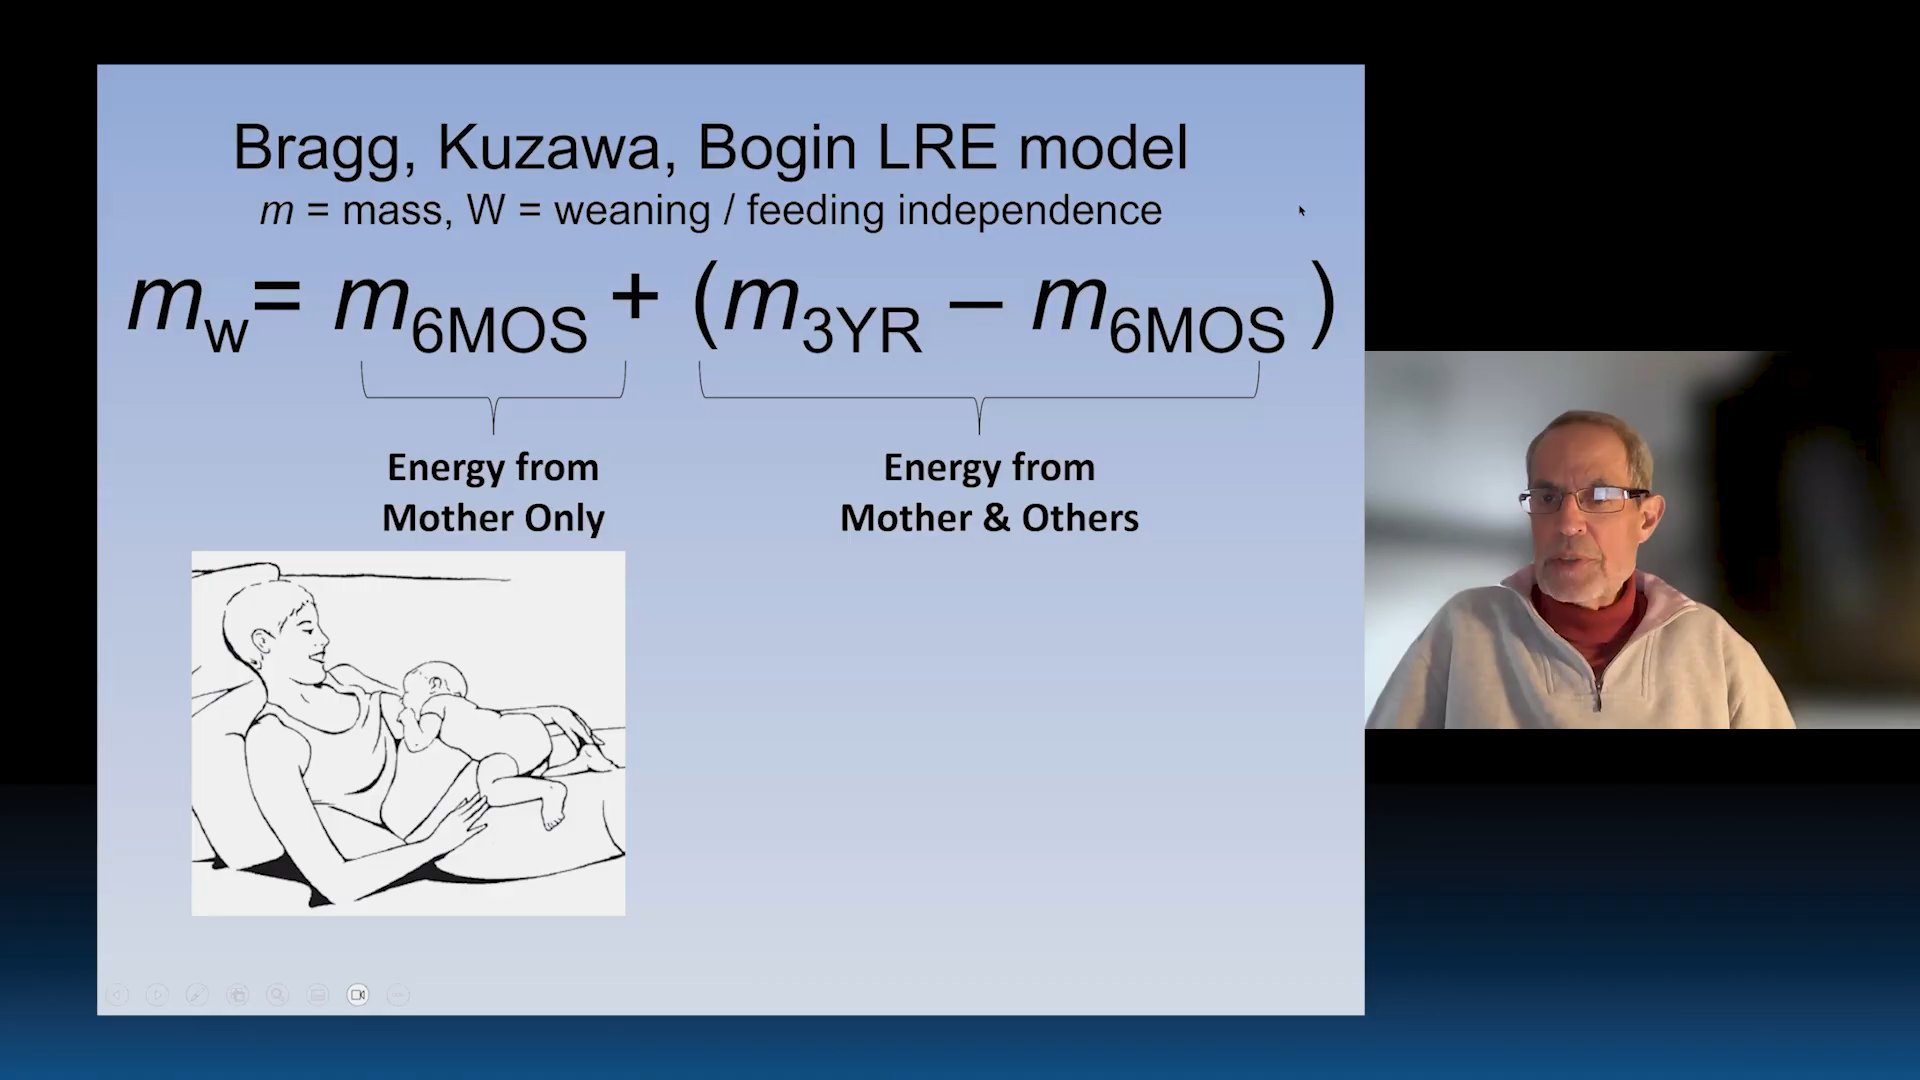 Bragg, Kuzawa, Bogin LRE model
m = mass, W = weaning / feeding independence
mw= m6MOS + (m3YR – m6MOS )
Energy from
Mother Only
Energy from
Mother & Others